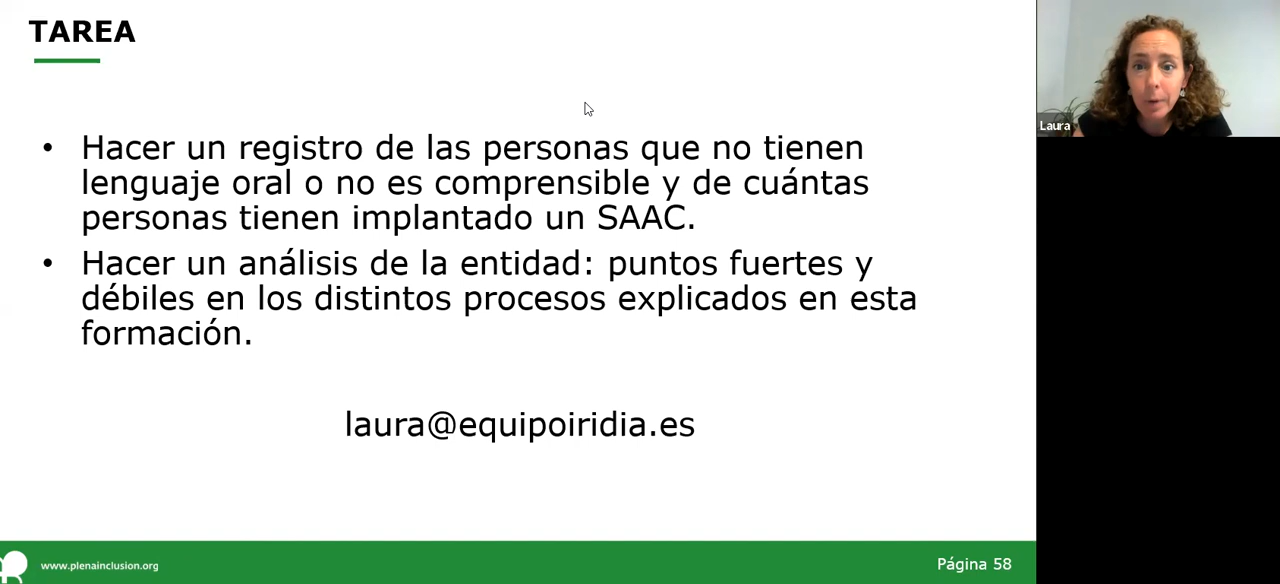 TAREA
• Hacer un registro de las personas que no tienen
lenguaje oral o no es comprensible y de cuántas
personas tienen implantado un SAAC.
• Hacer un análisis de la entidad: puntos fuertes y
débiles en los distintos procesos explicados en esta
formación.
laura@equipoiridia.es
www.plenainclusion.org
Página 58
Laura